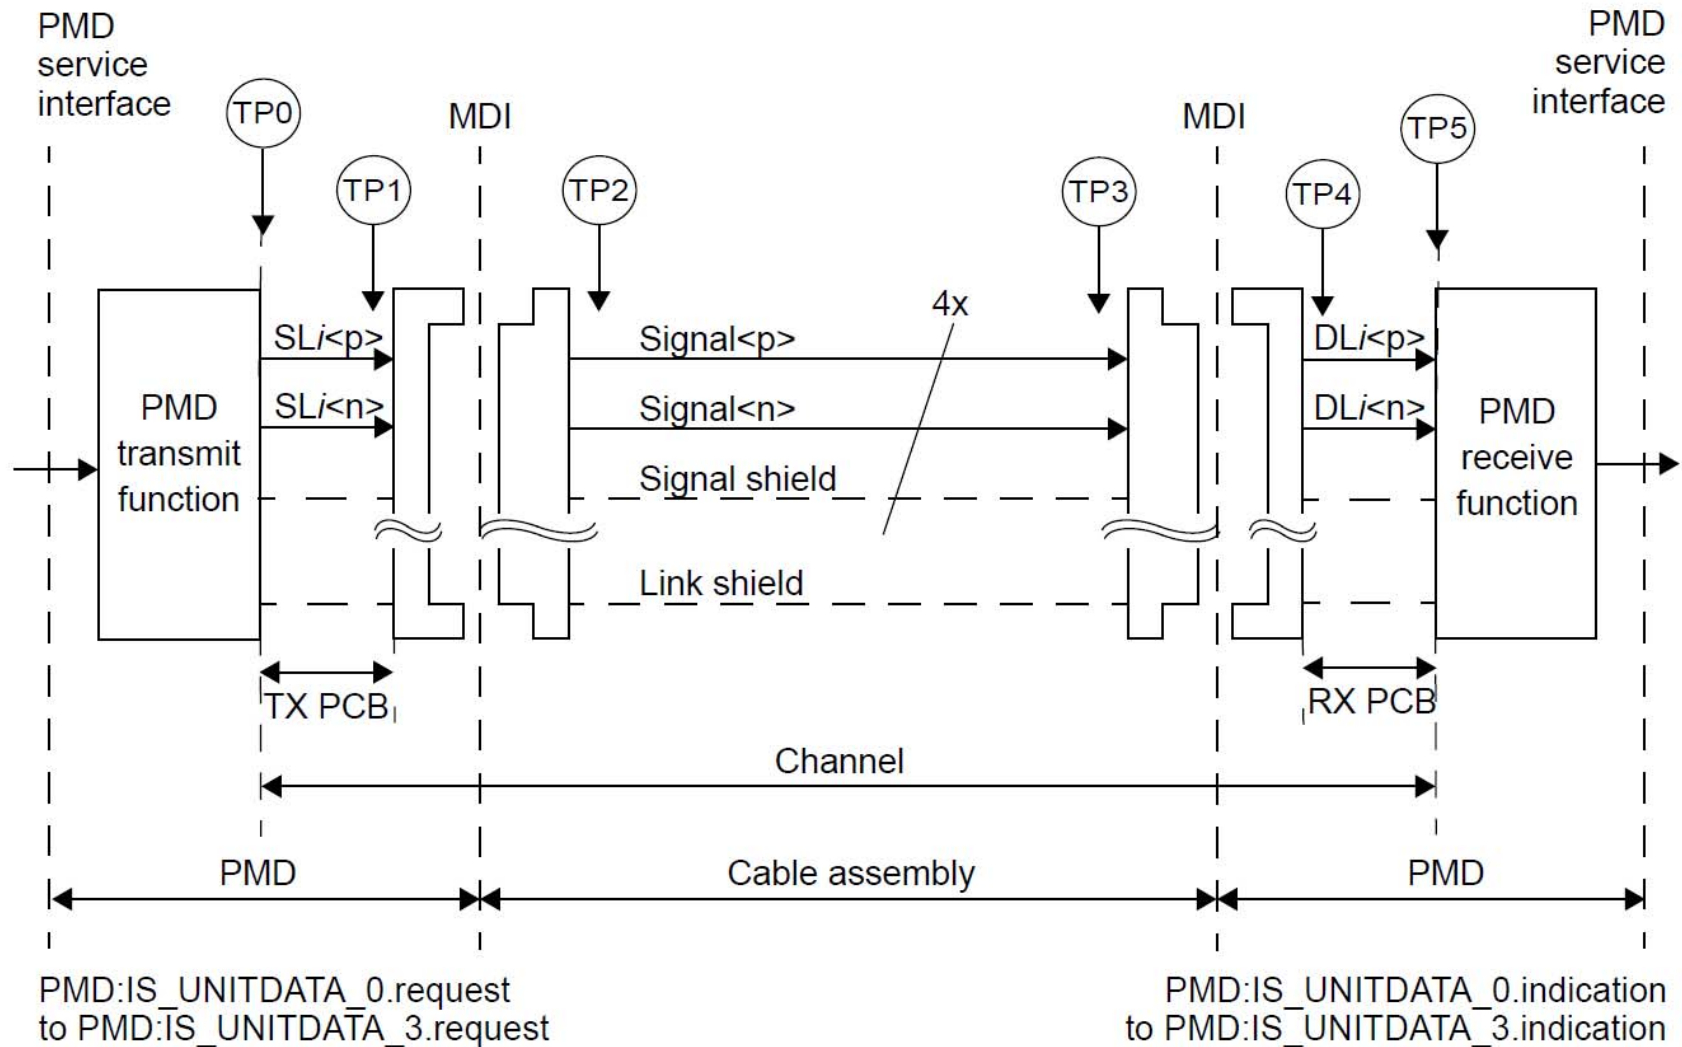 PMD
service
interface
PMD
service
interface
TP0
MDI
MDI
TP5
TP1
TP2
TP3
TP4
4x
SLi<p>
Signal<p>
DLi<p>
SLi<n>
Signal<n>
DLi<n>
PMD
transmit
function
PMD
receive
function
Signal shield
Link shield
TX PCB
RX PCB
Channel
PMD
Cable assembly
PMD
PMD:IS_UNITDATA_0.request
to PMD:IS_UNITDATA_3.request
PMD:IS_UNITDATA_0.indication
to PMD:IS_UNITDATA_3.indication